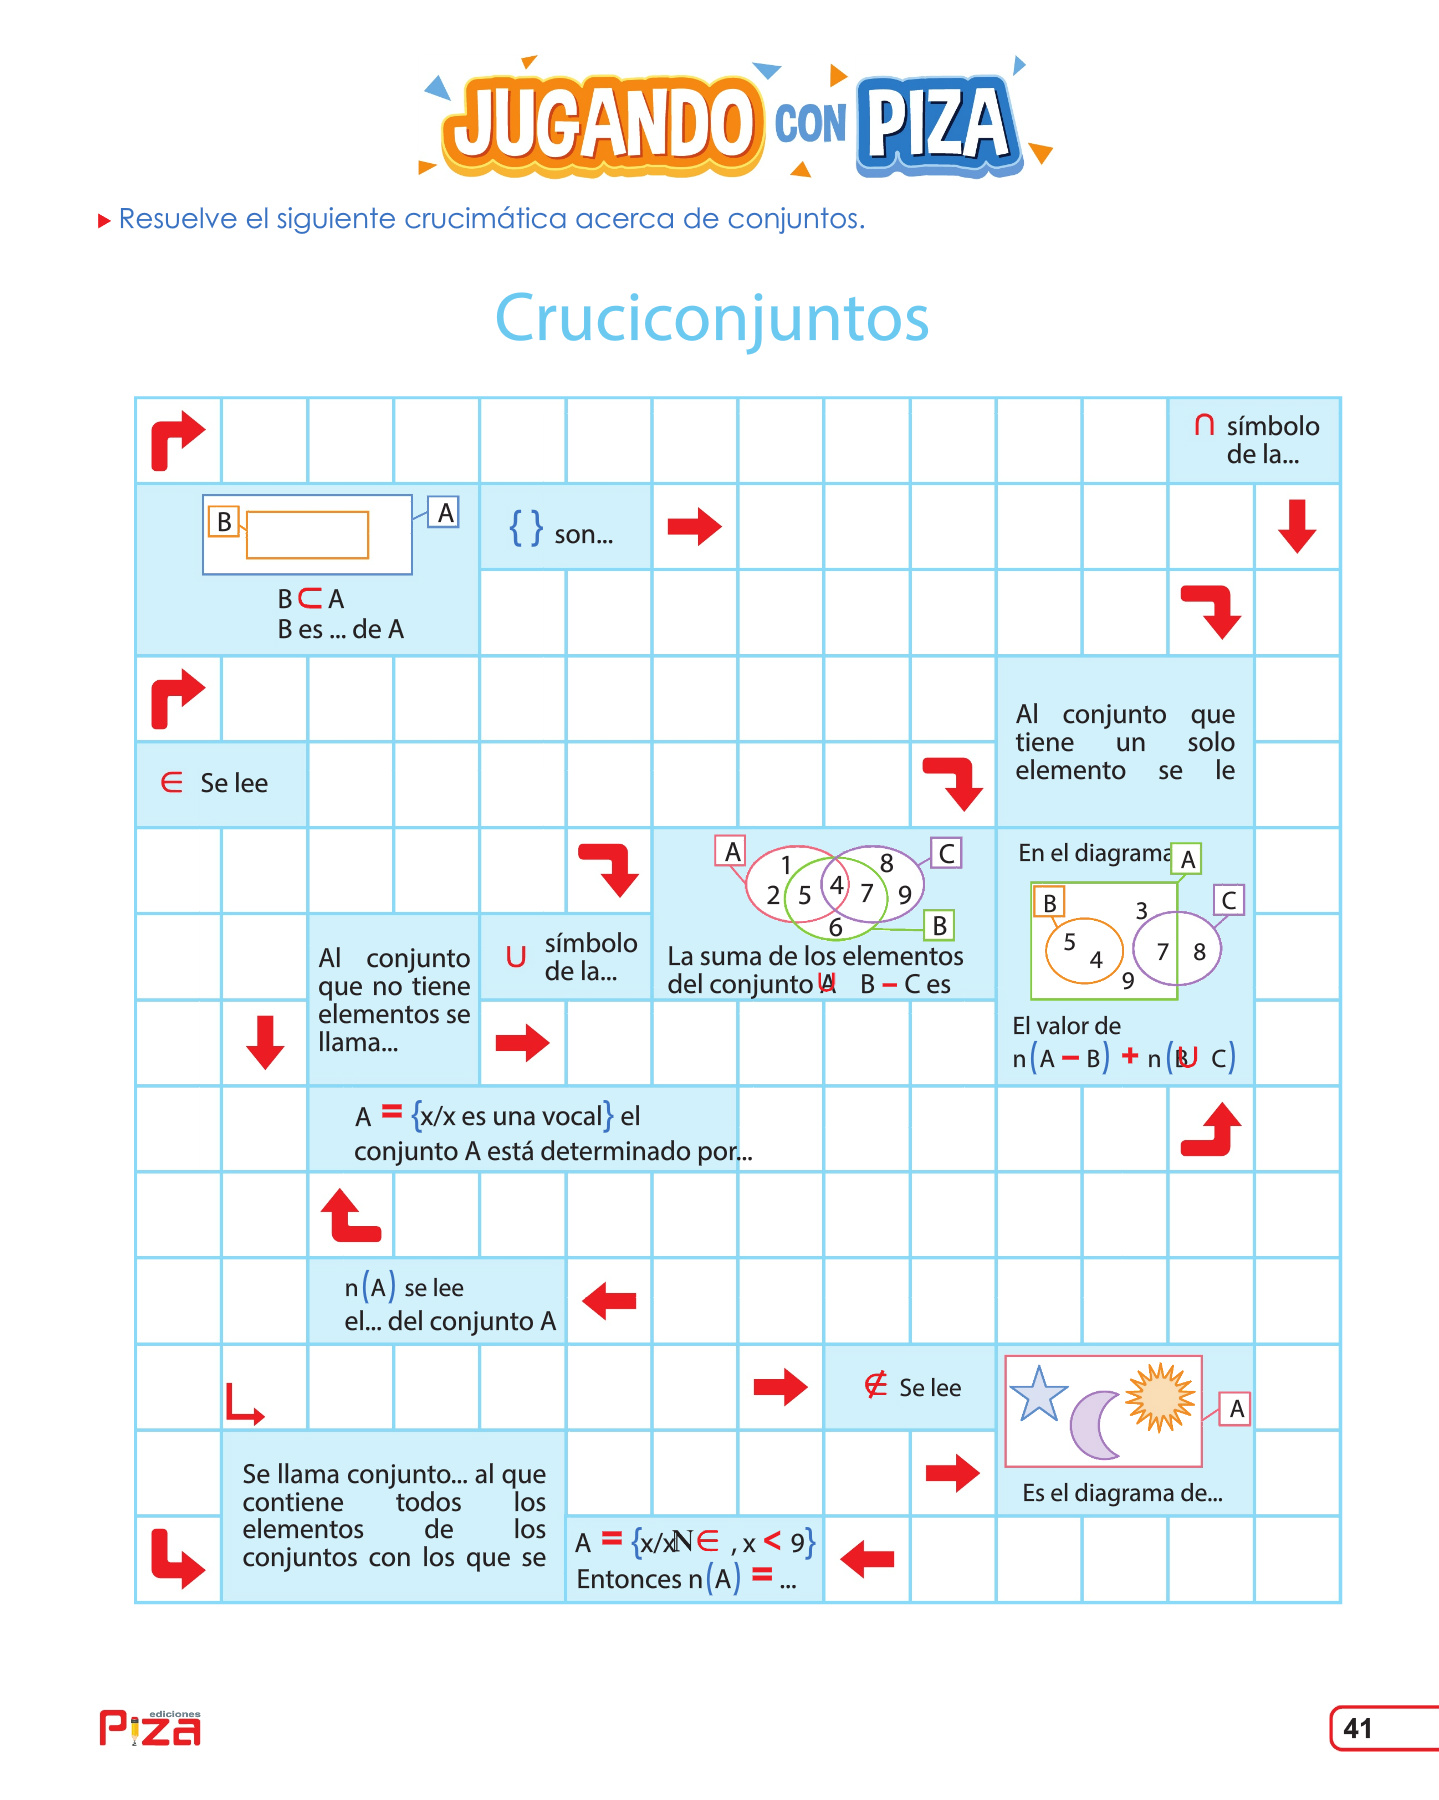 JUGANDO CON PIZA
Resuelve el siguiente crucimática acerca de conjuntos.
Cruciconjuntos
∩ símbolo
de la...
B
A
B ⊂ A
B es ... de A
{ } son...
Al conjunto que
tiene un solo
elemento se le
∈ Se lee
A
1
2
5
4
7
8
9
6
C
B
La suma de los elementos
del conjunto A ∪ B – C es
En el diagrama
A
B
C
3
5
4
7
8
9
El valor de
n(A – B) + n(B ∪ C)
Al conjunto
que no tiene
elementos se
llama...
∪ símbolo
de la...
A = {x/x es una vocal} el
conjunto A está determinado por...
n(A) se lee
el... del conjunto A
∉ Se lee
A
Es el diagrama de...
Se llama conjunto... al que
contiene todos los
elementos de los
conjuntos con los que se
A = {x/xN∈ , x < 9}
Entonces n(A) = ...
ediciones
Piza
41